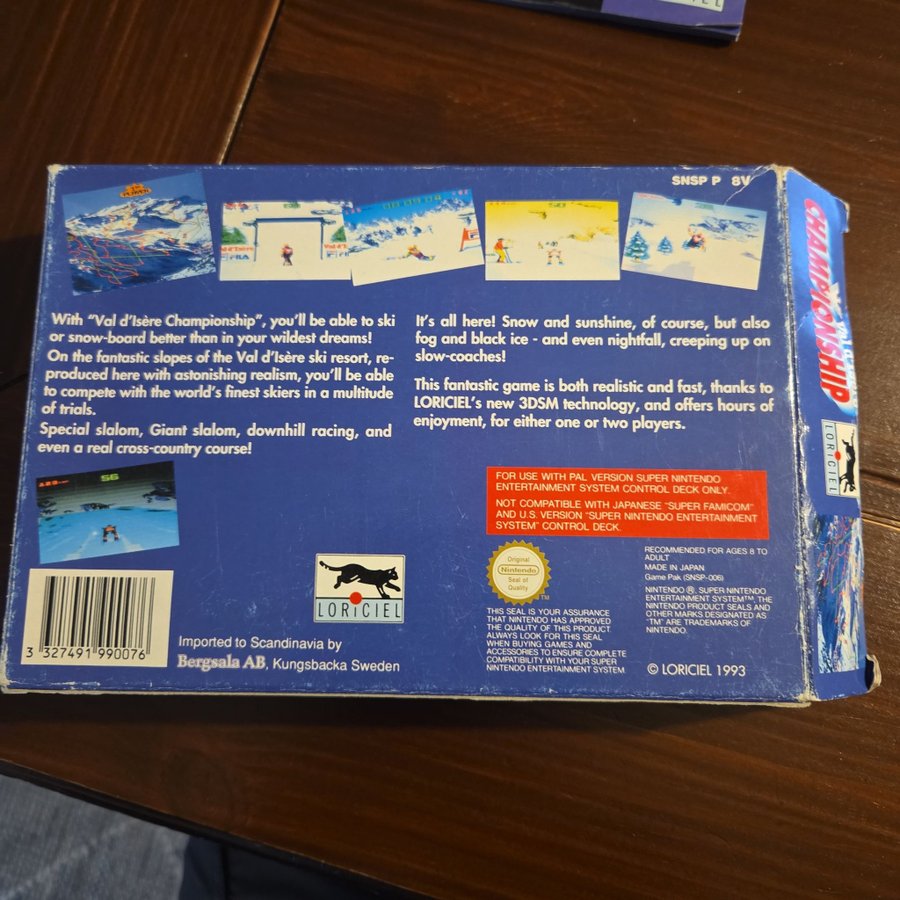 SNSP P 8V
With “Val d’Isère Championship”, you’ll be able to ski
or snow-board better than in your wildest dreams!
On the fantastic slopes of the Val d’Isère ski resort, re-
produced here with astonishing realism, you’ll be able
to compete with the world’s finest skiers in a multitude
of trials.
Special slalom, Giant slalom, downhill racing, and
even a real cross-country course!
It’s all here! Snow and sunshine, of course, but also
fog and black ice - and even nightfall, creeping up on
slow-coaches!
This fantastic game is both realistic and fast, thanks to
LORICIEL’s new 3DSM technology, and offers hours of
enjoyment, for either one or two players.
56
FOR USE WITH PAL VERSION SUPER NINTENDO
ENTERTAINMENT SYSTEM CONTROL DECK ONLY.
NOT COMPATIBLE WITH JAPANESE “SUPER FAMICOM”
AND U.S. VERSION “SUPER NINTENDO ENTERTAINMENT
SYSTEM” CONTROL DECK.
3 327491 990076
LORICIEL
Imported to Scandinavia by
Bergsala AB, Kungsbacka Sweden
Original
Nintendo
Seal of
Quality
TM
THIS SEAL IS YOUR ASSURANCE
THAT NINTENDO HAS APPROVED
THE QUALITY OF THIS PRODUCT.
ALWAYS LOOK FOR THIS SEAL
WHEN BUYING GAMES AND
ACCESSORIES TO ENSURE COMPLETE
COMPATIBILITY WITH YOUR SUPER
NINTENDO ENTERTAINMENT SYSTEM.
RECOMMENDED FOR AGES 8 TO
ADULT
MADE IN JAPAN
Game Pak (SNSP-006)
NINTENDO ®, SUPER NINTENDO
ENTERTAINMENT SYSTEM™, THE
NINTENDO PRODUCT SEALS AND
OTHER MARKS DESIGNATED AS
“TM” ARE TRADEMARKS OF
NINTENDO.
© LORICIEL 1993
CHAMPIONSHIP
LORICIEL